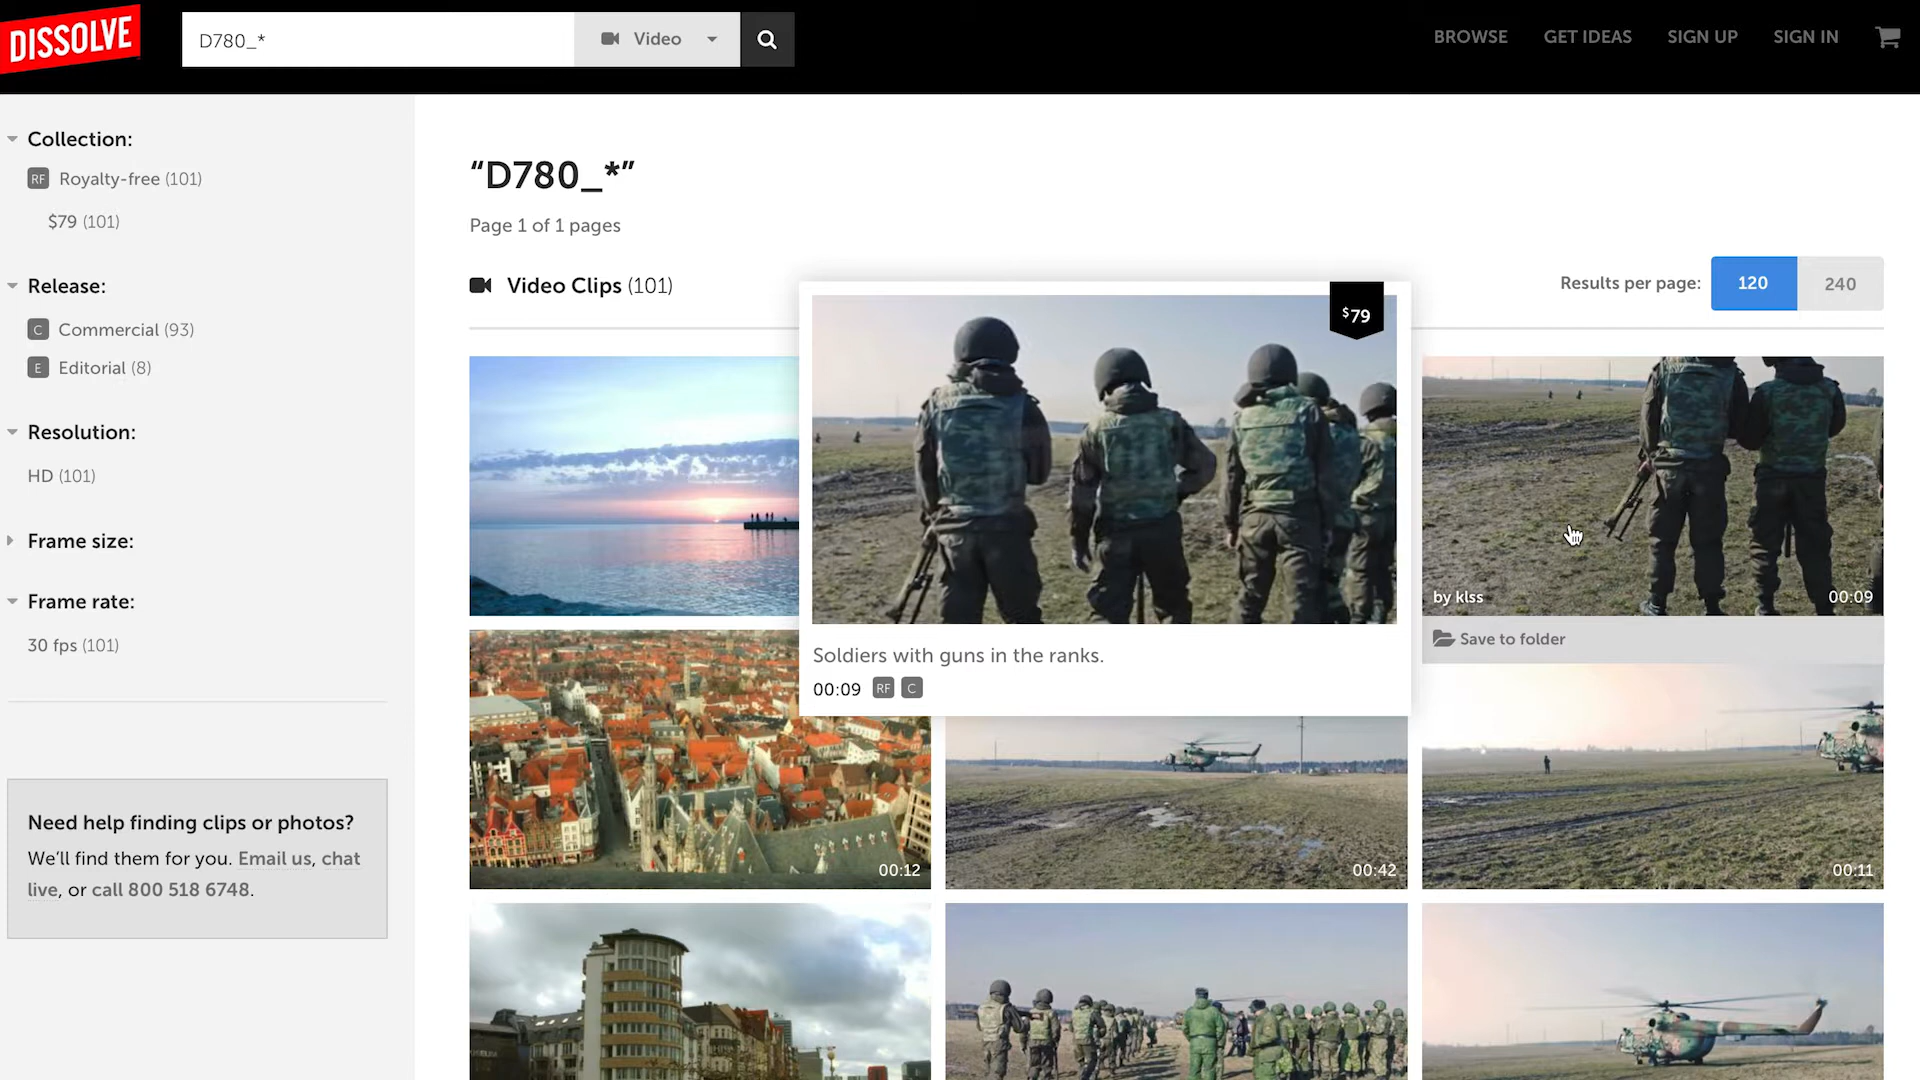 DISSOLVE
D780_*
Video
BROWSE
GET IDEAS
SIGN UP
SIGN IN
Collection:
RF Royalty-free (101)
$79 (101)
Release:
C Commercial (93)
E Editorial (8)
Resolution:
HD (101)
Frame size:
Frame rate:
30 fps (101)
Need help finding clips or photos?
We'll find them for you. Email us, chat
live, or call 800 518 6748.
“D780_*”
Page 1 of 1 pages
Video Clips (101)
Results per page:
120
240
$79
Soldiers with guns in the ranks.
00:09 RF C
by klss
00:09
Save to folder
00:12
00:42
00:11